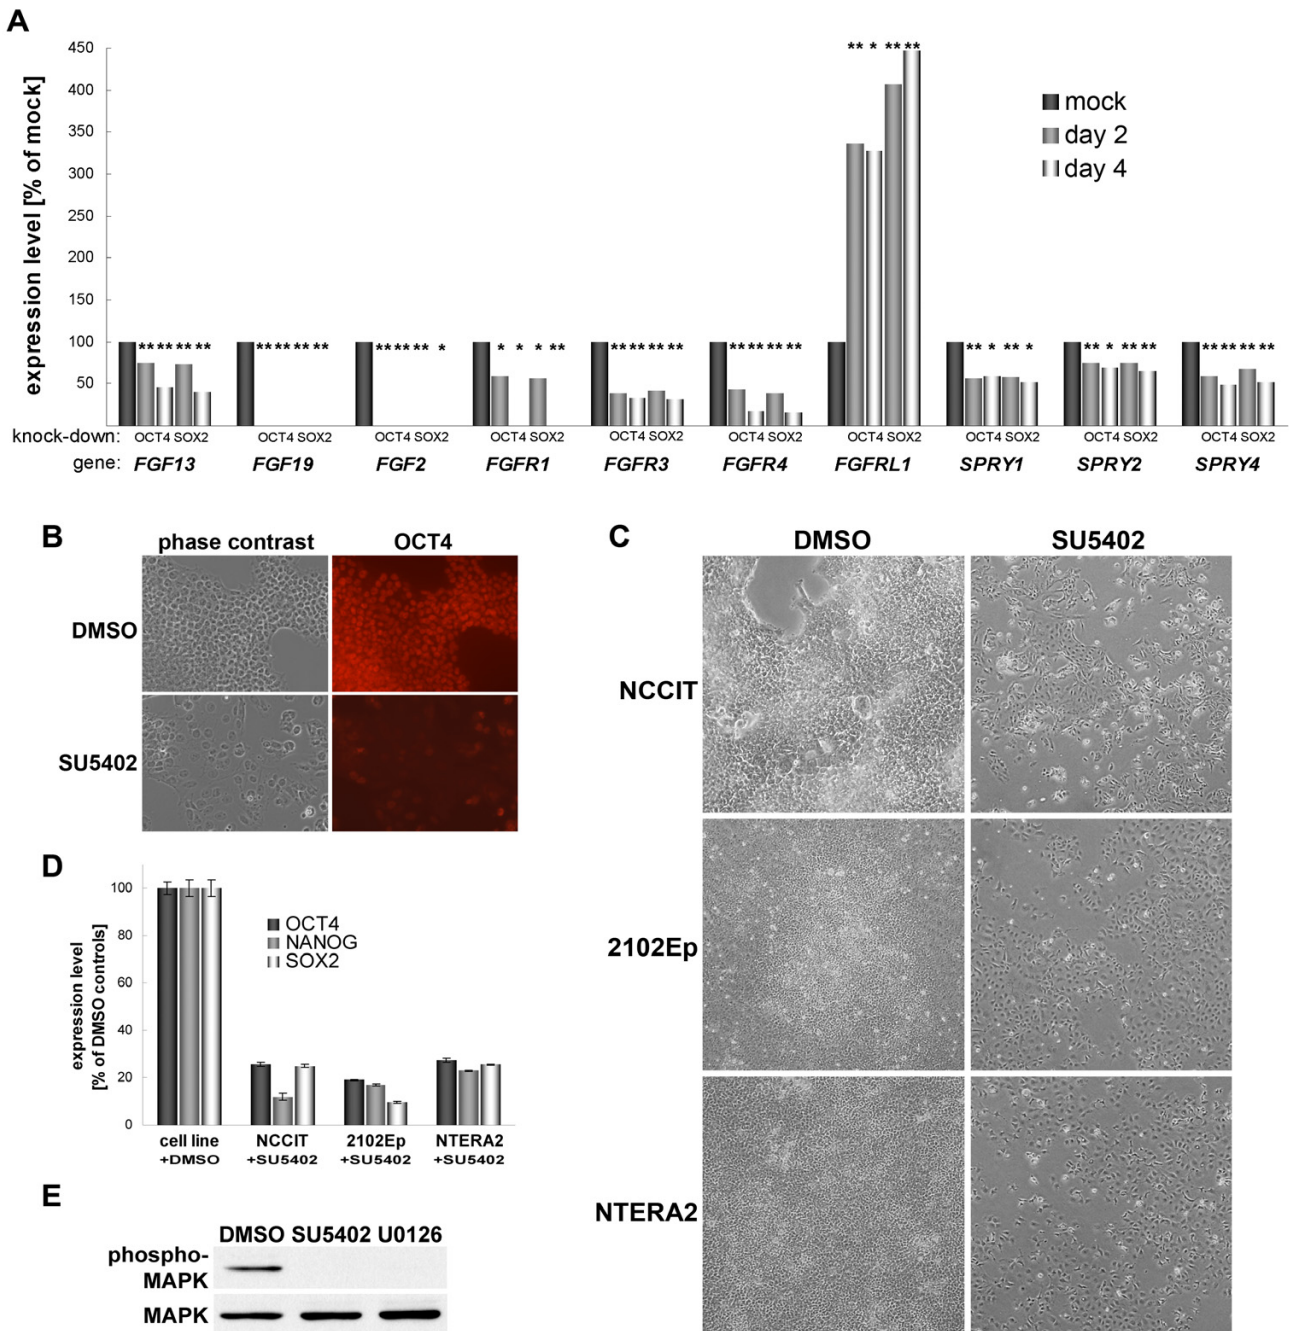 A
expression level [% of mock]
450
400
350
300
250
200
150
100
50
mock
day 2
day 4
** * ** **
** ** ** **
** ** ** **
** ** ** *
* * * **
** ** ** **
** ** ** **
** * ** *
** * ** **
** ** ** **
knock-down: OCT4 SOX2 OCT4 SOX2 OCT4 SOX2 OCT4 SOX2 OCT4 SOX2 OCT4 SOX2 OCT4 SOX2 OCT4 SOX2 OCT4 SOX2 OCT4 SOX2
gene: FGF13 FGF19 FGF2 FGFR1 FGFR3 FGFR4 FGFRL1 SPRY1 SPRY2 SPRY4
B
phase contrast OCT4
DMSO
SU5402
C
DMSO SU5402
NCCIT
2102Ep
NTERA2
D
expression level
[% of DMSO controls]
100
80
60
40
20
0
OCT4
NANOG
SOX2
cell line NCCIT 2102Ep NTERA2
+DMSO +SU5402 +SU5402 +SU5402
E
DMSO SU5402 U0126
phospho-
MAPK
MAPK